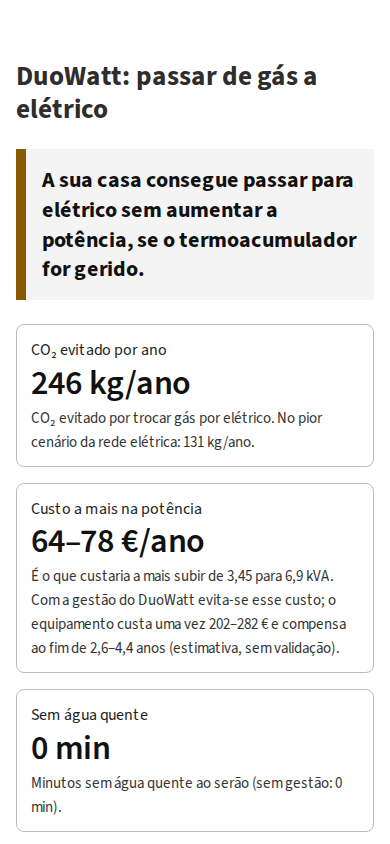 DuoWatt: passar de gás a
elétrico
A sua casa consegue passar para
elétrico sem aumentar a
potência, se o termoacumulador
for gerido.
CO₂ evitado por ano
246 kg/ano
CO₂ evitado por trocar gás por elétrico. No pior
cenário da rede elétrica: 131 kg/ano.
Custo a mais na potência
64–78 €/ano
É o que custaria a mais subir de 3,45 para 6,9 kVA.
Com a gestão do DuoWatt evita-se esse custo; o
equipamento custa uma vez 202–282 € e compensa
ao fim de 2,6–4,4 anos (estimativa, sem validação).
Sem água quente
0 min
Minutos sem água quente ao serão (sem gestão: 0
min).